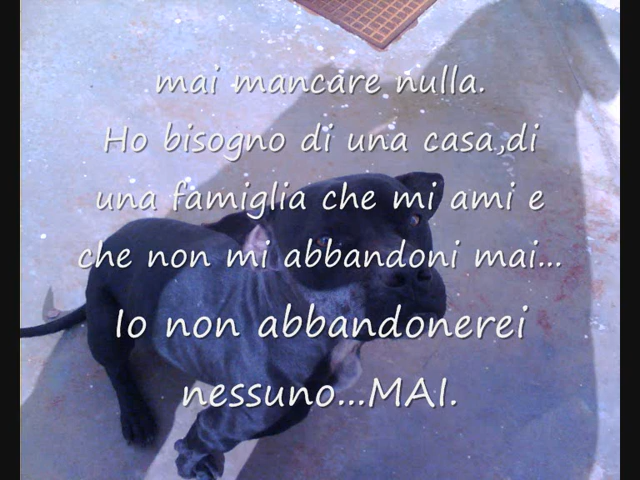 mai mancare nulla.
Ho bisogno di una casa,di
una famiglia che mi ami e
che non mi abbandoni mai...
Io non abbandonerei
nessuno...MAI.